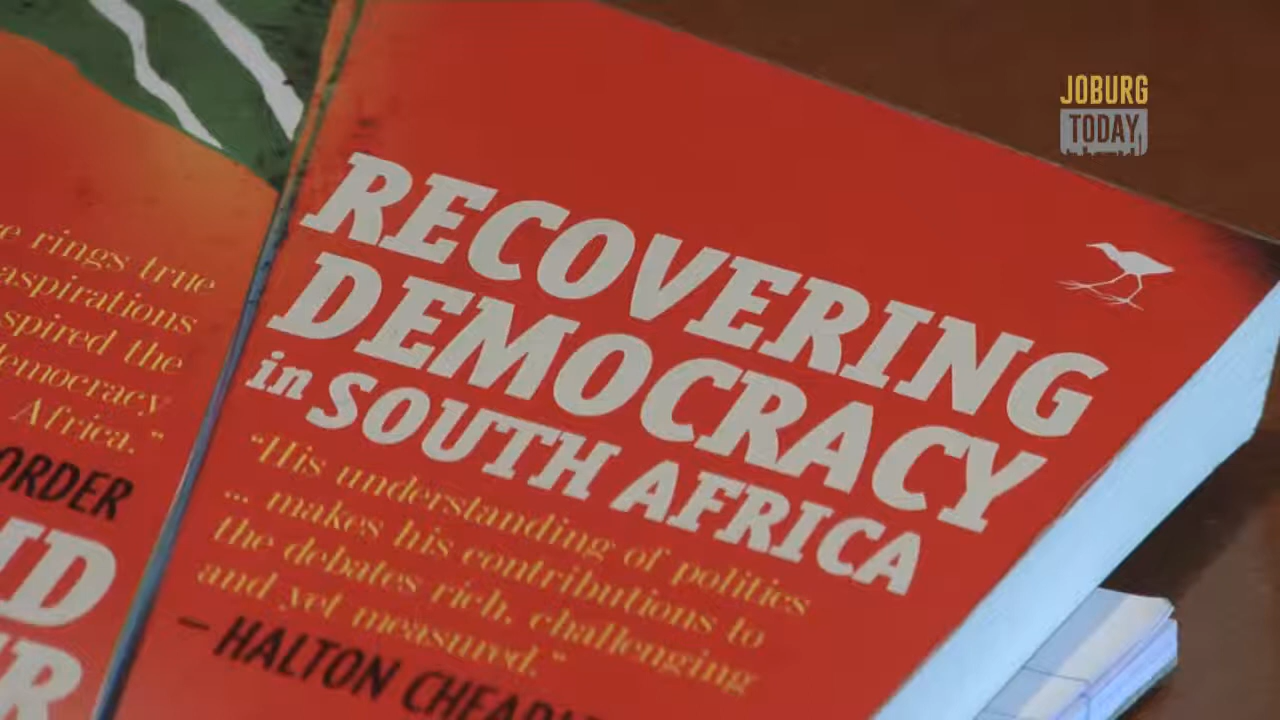 JOBURG
TODAY
RECOVERING
DEMOCRACY
in SOUTH AFRICA
"His understanding of politics
... makes his contributions to
the debates rich, challenging
and yet measured."
– HALTON
rings true
aspirations
spired the
democracy
Africa."
ORDER